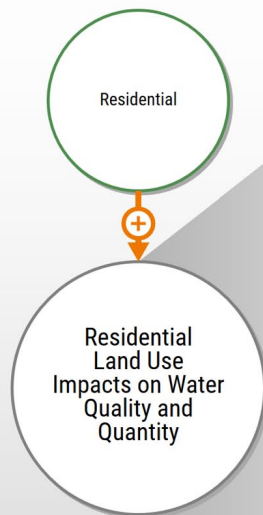 Residential
+
Residential
Land Use
Impacts on Water
Quality and
Quantity